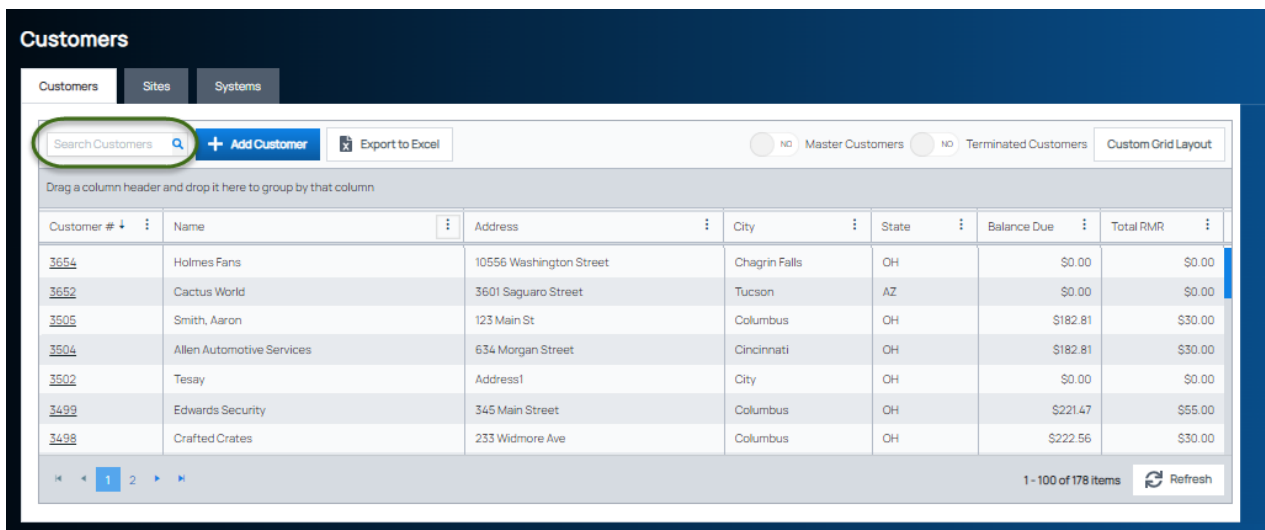 Customers
Customers Sites Systems
Search Customers + Add Customer Export to Excel NO Master Customers NO Terminated Customers Custom Grid Layout
Drag a column header and drop it here to group by that column
Customer # ↓ Name Address City State Balance Due Total RMR
3654 Holmes Fans 10556 Washington Street Chagrin Falls OH $0.00 $0.00
3652 Cactus World 3601 Saguaro Street Tucson AZ $0.00 $0.00
3505 Smith, Aaron 123 Main St Columbus OH $182.81 $30.00
3504 Allen Automotive Services 634 Morgan Street Cincinnati OH $182.81 $30.00
3502 Tesay Address1 City OH $0.00 $0.00
3499 Edwards Security 345 Main Street Columbus OH $221.47 $55.00
3498 Crafted Crates 233 Widmore Ave Columbus OH $222.56 $30.00
1 2 1 - 100 of 178 items Refresh